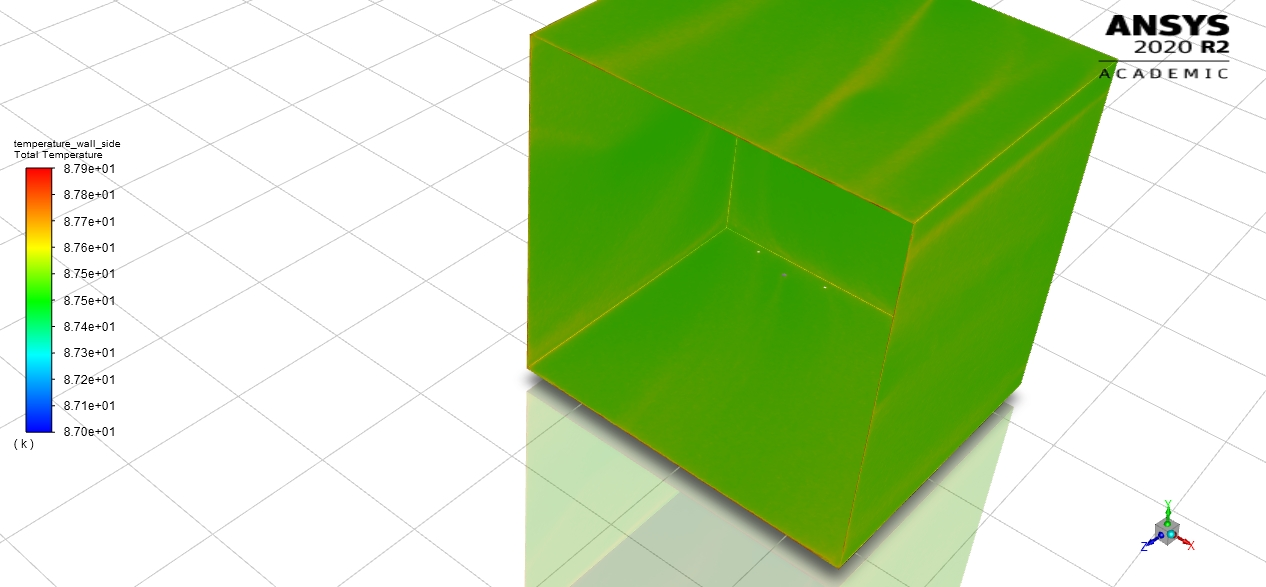 ANSYS
2020 R2
ACADEMIC
temperature_wall_side
Total Temperature
8.79e+01
8.78e+01
8.77e+01
8.76e+01
8.75e+01
8.75e+01
8.74e+01
8.73e+01
8.72e+01
8.71e+01
8.70e+01
( k )
Y
Z
X